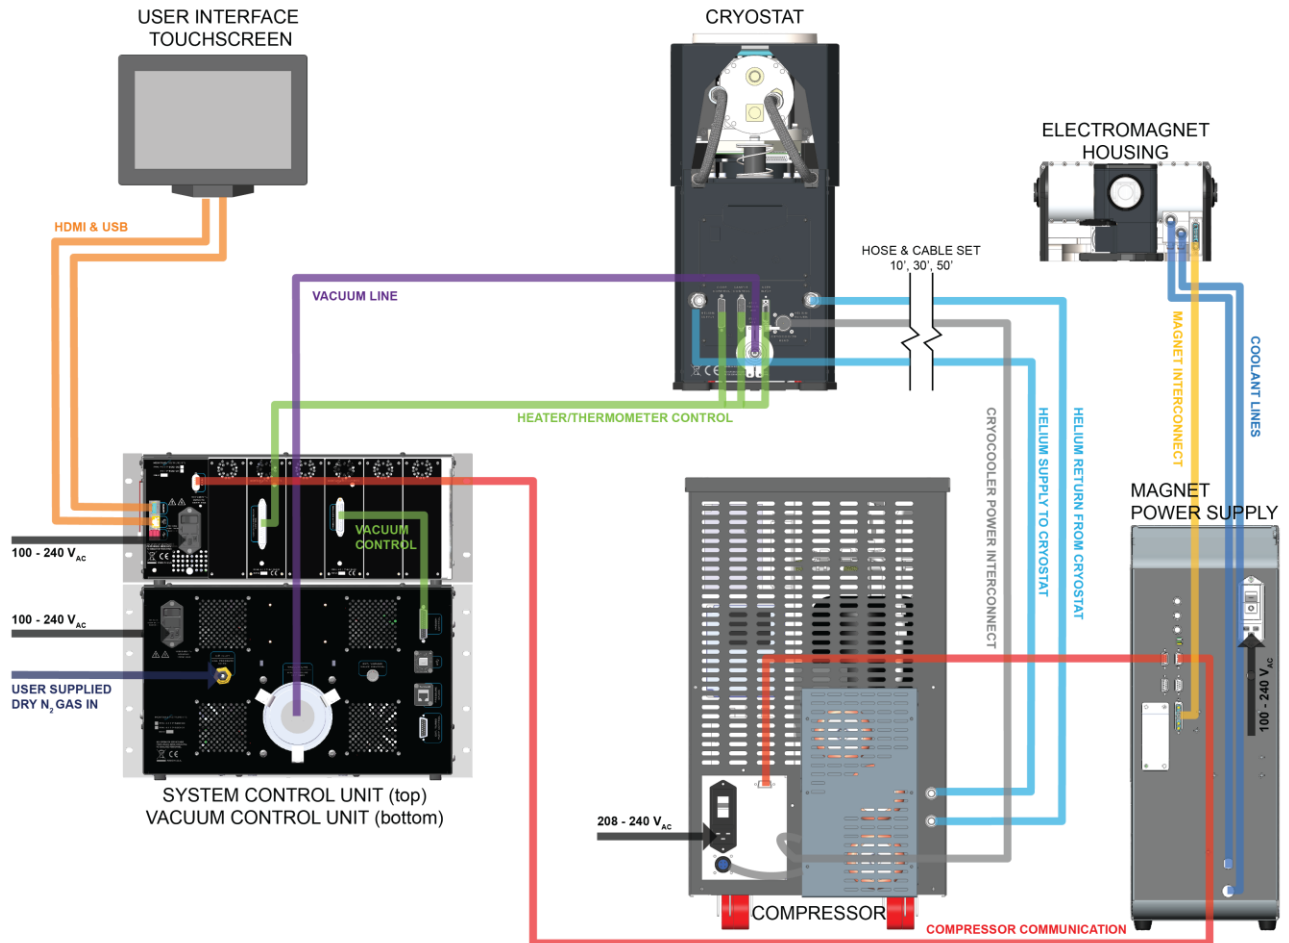 USER INTERFACE
TOUCHSCREEN
CRYOSTAT
ELECTROMAGNET
HOUSING
HDMI & USB
HOSE & CABLE SET
10’, 30’, 50’
VACUUM LINE
HEATER/THERMOMETER CONTROL
MAGNET INTERCONNECT
COOLANT LINES
CRYOCOOLER POWER INTERCONNECT
HELIUM SUPPLY TO CRYOSTAT
HELIUM RETURN FROM CRYOSTAT
MAGNET
POWER SUPPLY
VACUUM
CONTROL
100 - 240 VAC
100 - 240 VAC
USER SUPPLIED
DRY N2 GAS IN
100 - 240 VAC
SYSTEM CONTROL UNIT (top)
VACUUM CONTROL UNIT (bottom)
208 - 240 VAC
COMPRESSOR
COMPRESSOR COMMUNICATION